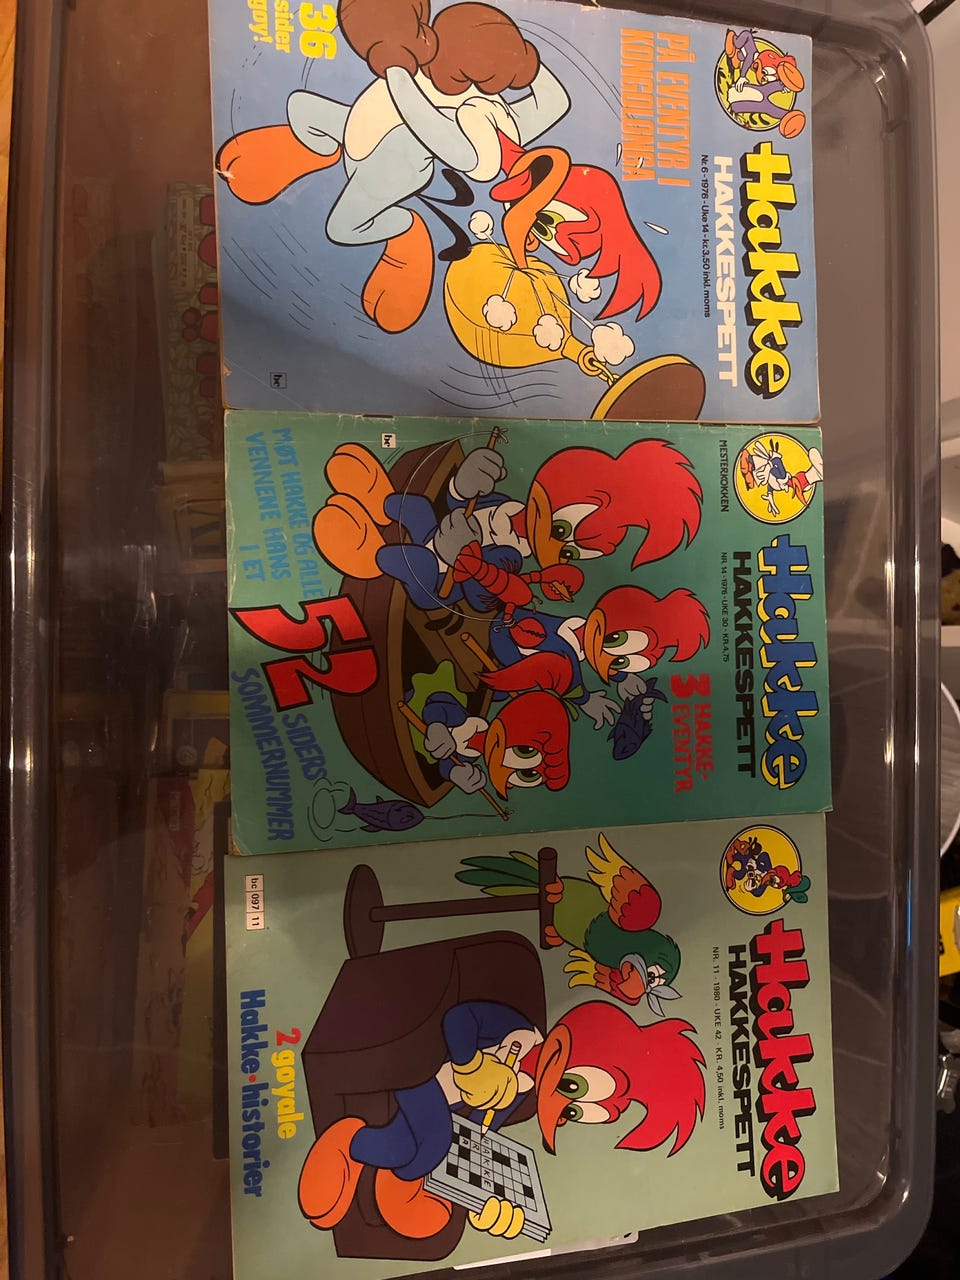 Hakke
HAKKESPETT
Nr. 6 - 1976 - Uke 14 - kr. 3,50 inkl. moms
PÅ EVENTYR I
KONGOLONGA
36
sider
gøy!
bc
Hakke
HAKKESPETT
MESTERKOKKEN
NR. 14 - 1976 - UKE 30 - KR. 4,75
3 HAKKE-
EVENTYR
bc
MØT HAKKE OG ALLE
VENNENE HANS
I ET
52 SIDERS
SOMMERNUMMER
Hakke
HAKKESPETT
NR. 11 - 1980 - UKE 42 - KR. 4,50 inkl. moms
HAKKE
R
R
2 gøyale
Hakke-historier
bc 097 11